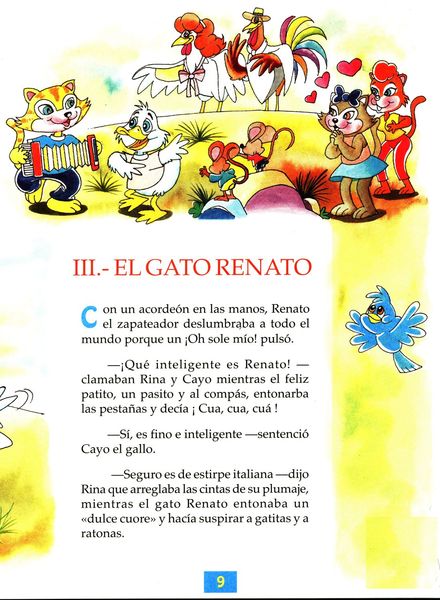 III.- EL GATO RENATO
Con un acordeón en las manos, Renato
el zapateador deslumbraba a todo el
mundo porque un ¡Oh sole mío! pulsó.
—¡Qué inteligente es Renato! —
clamaban Rina y Cayo mientras el feliz
patito, un pasito y al compás, entonarba
las pestañas y decía ¡ Cua, cua, cuá !
—Sí, es fino e inteligente —sentenció
Cayo el gallo.
—Seguro es de estirpe italiana —dijo
Rina que arreglaba las cintas de su plumaje,
mientras el gato Renato entonaba un
«dulce cuore» y hacía suspirar a gatitas y a
ratonas.
9